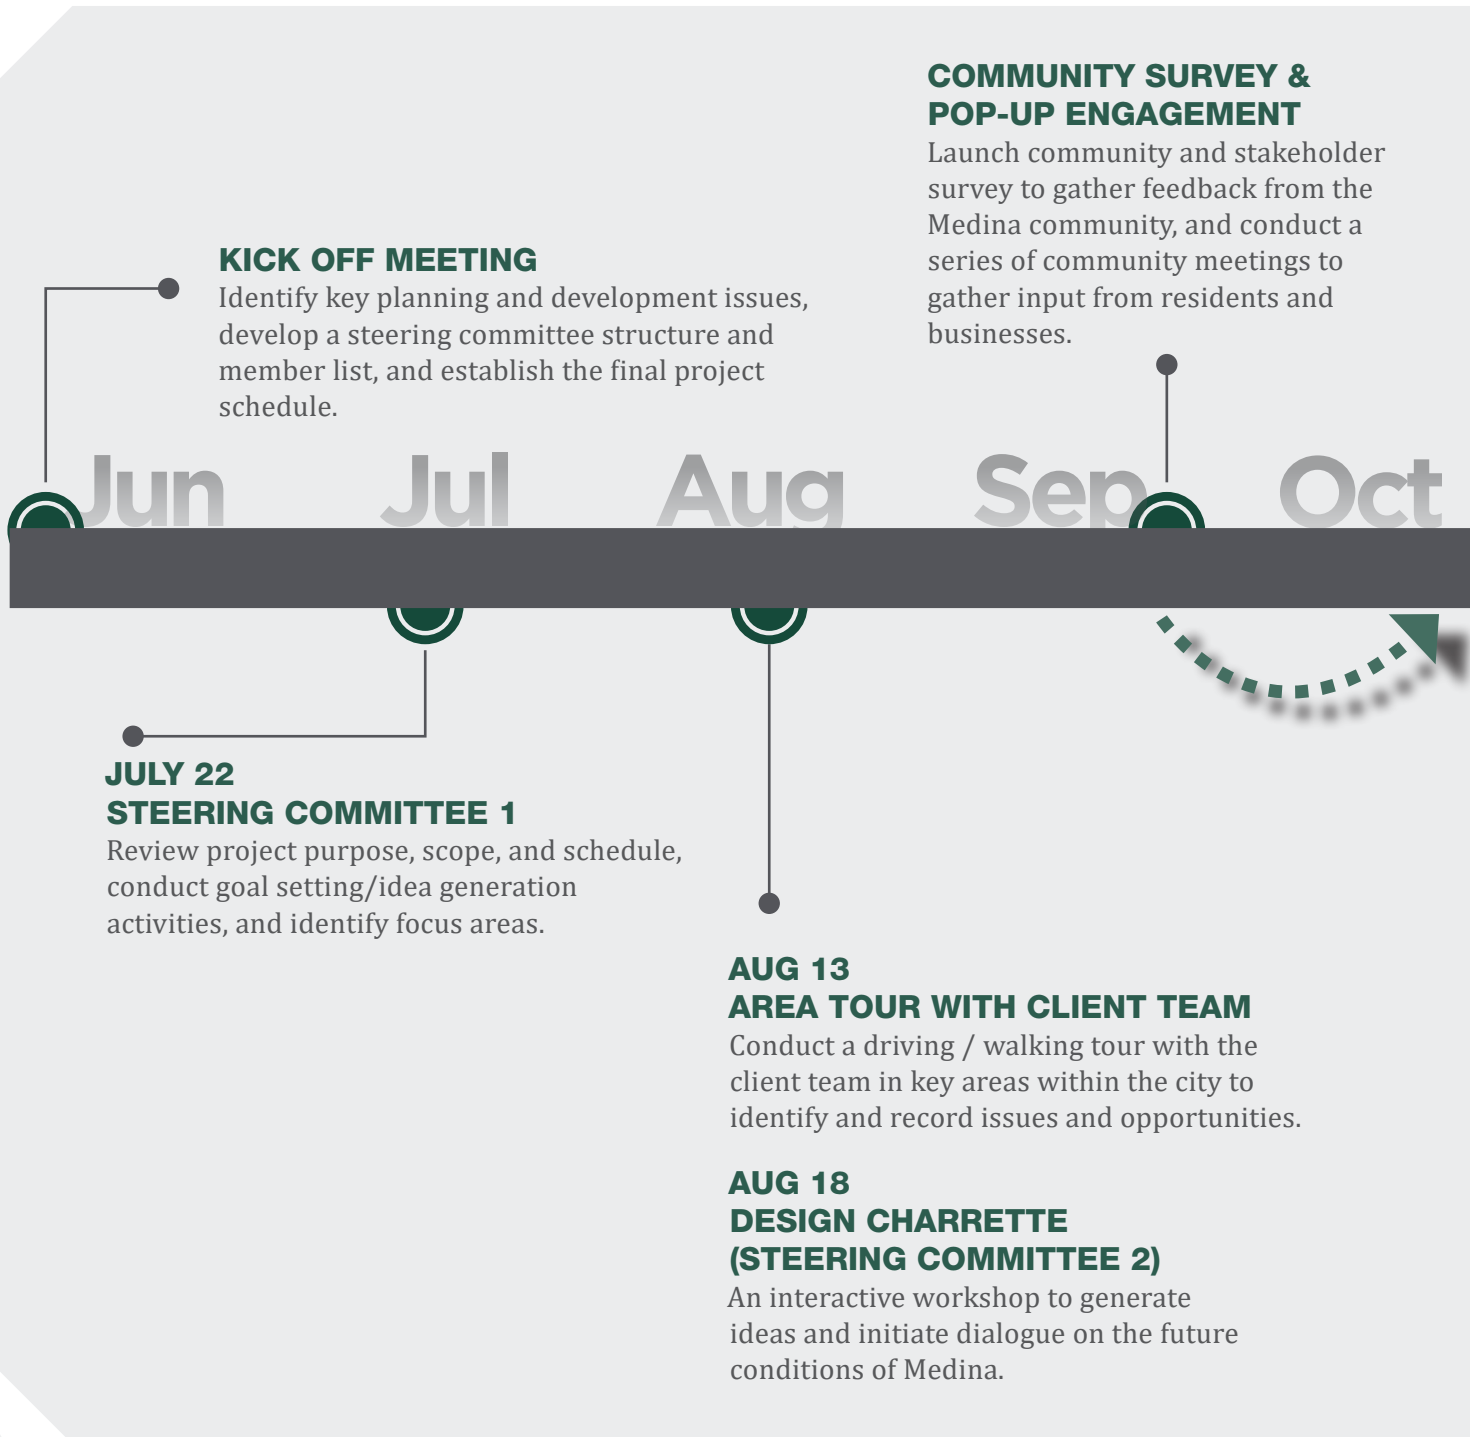 COMMUNITY SURVEY &
POP-UP ENGAGEMENT
Launch community and stakeholder
survey to gather feedback from the
Medina community, and conduct a
series of community meetings to
gather input from residents and
businesses.
KICK OFF MEETING
Identify key planning and development issues,
develop a steering committee structure and
member list, and establish the final project
schedule.
Jun Jul Aug Sep Oct
JULY 22
STEERING COMMITTEE 1
Review project purpose, scope, and schedule,
conduct goal setting/idea generation
activities, and identify focus areas.
AUG 13
AREA TOUR WITH CLIENT TEAM
Conduct a driving / walking tour with the
client team in key areas within the city to
identify and record issues and opportunities.
AUG 18
DESIGN CHARRETTE
(STEERING COMMITTEE 2)
An interactive workshop to generate
ideas and initiate dialogue on the future
conditions of Medina.